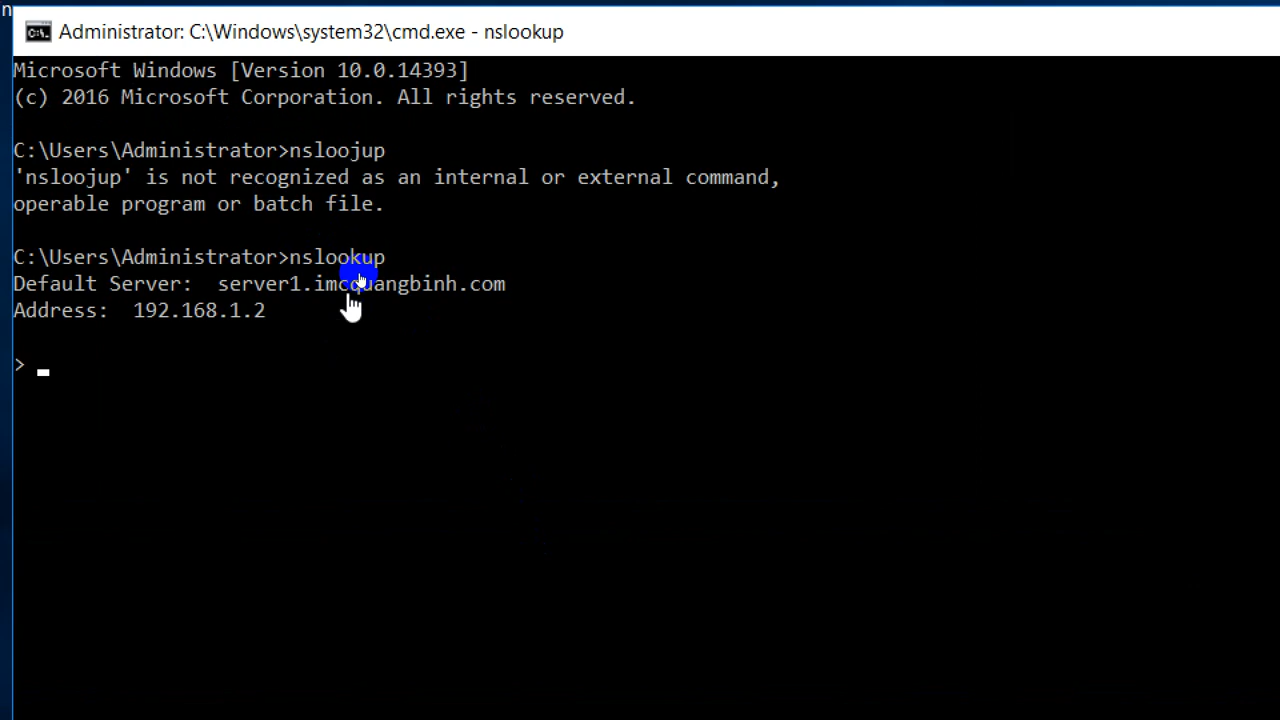 n
Administrator: C:\Windows\system32\cmd.exe - nslookup
Microsoft Windows [Version 10.0.14393]
(c) 2016 Microsoft Corporation. All rights reserved.
C:\Users\Administrator>nsloojup
'nsloojup' is not recognized as an internal or external command,
operable program or batch file.
C:\Users\Administrator>nslookup
Default Server:  server1.imcquangbinh.com
Address:  192.168.1.2
>